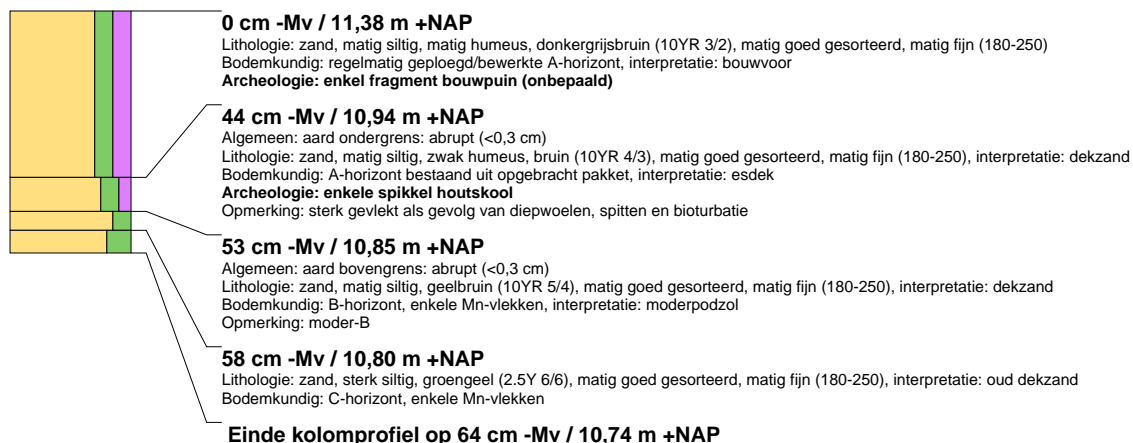 0 cm -Mv / 11,38 m +NAP
Lithologie: zand, matig siltig, matig humeus, donkergrijsbruin (10YR 3/2), matig goed gesorteerd, matig fijn (180-250)
Bodemkundig: regelmatig geploegd/bewerkte A-horizont, interpretatie: bouwvoor
Archeologie: enkel fragment bouwpuin (onbepaald)
44 cm -Mv / 10,94 m +NAP
Algemeen: aard ondergrens: abrupt (<0,3 cm)
Lithologie: zand, matig siltig, zwak humeus, bruin (10YR 4/3), matig goed gesorteerd, matig fijn (180-250), interpretatie: dekzand
Bodemkundig: A-horizont bestaand uit opgebracht pakket, interpretatie: esdek
Archeologie: enkele spikkel houtskool
Opmerking: sterk gevlekt als gevolg van diepwoelen, spitten en bioturbatie
53 cm -Mv / 10,85 m +NAP
Algemeen: aard bovengrens: abrupt (<0,3 cm)
Lithologie: zand, matig siltig, geelbruin (10YR 5/4), matig goed gesorteerd, matig fijn (180-250), interpretatie: dekzand
Bodemkundig: B-horizont, enkele Mn-vlekken, interpretatie: moderpodzol
Opmerking: moder-B
58 cm -Mv / 10,80 m +NAP
Lithologie: zand, sterk siltig, groengeel (2.5Y 6/6), matig goed gesorteerd, matig fijn (180-250), interpretatie: oud dekzand
Bodemkundig: C-horizont, enkele Mn-vlekken
Einde kolomprofiel op 64 cm -Mv / 10,74 m +NAP